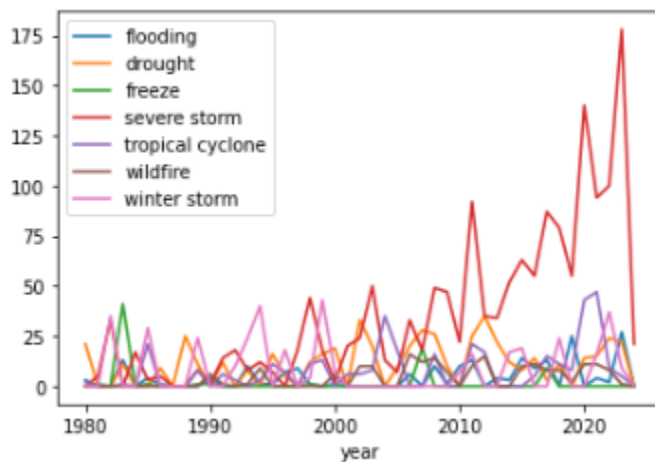 175
150
125
100
75
50
25
0
flooding
drought
freeze
severe storm
tropical cyclone
wildfire
winter storm
1980
1990
2000
2010
2020
year